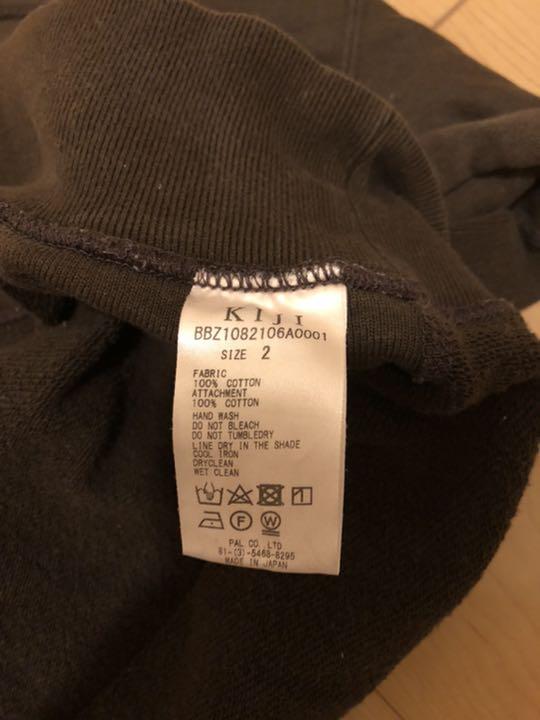 KIJI
BBZ1082106A0001
SIZE 2
FABRIC
100% COTTON
ATTACHMENT
100% COTTON
HAND WASH
DO NOT BLEACH
DO NOT TUMBLEDRY
LINE DRY IN THE SHADE
COOL IRON
DRYCLEAN
WET CLEAN
F W
PAL CO. LTD
81-(3)-5468-8295
MADE IN JAPAN